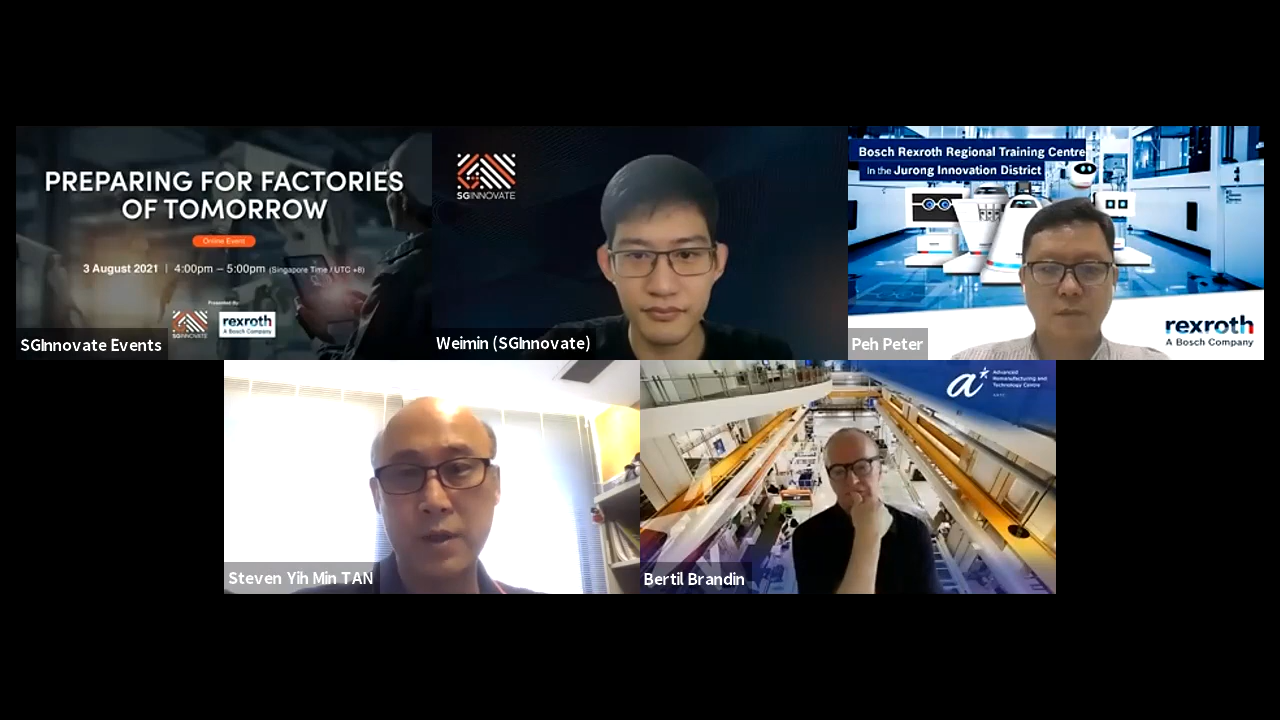 PREPARING FOR FACTORIES
OF TOMORROW
Online Event
3 August 2021 | 4:00pm – 5:00pm (Singapore Time / UTC +8)
Presented By:
SGINNOVATE
rexroth
A Bosch Company
SGInnovate Events
SGINNOVATE
Weimin (SGInnovate)
Bosch Rexroth Regional Training Centre
In the Jurong Innovation District
rexroth
A Bosch Company
Peh Peter
Steven Yih Min TAN
a*
Advanced
Remanufacturing and
Technology Centre
Bertil Brandin